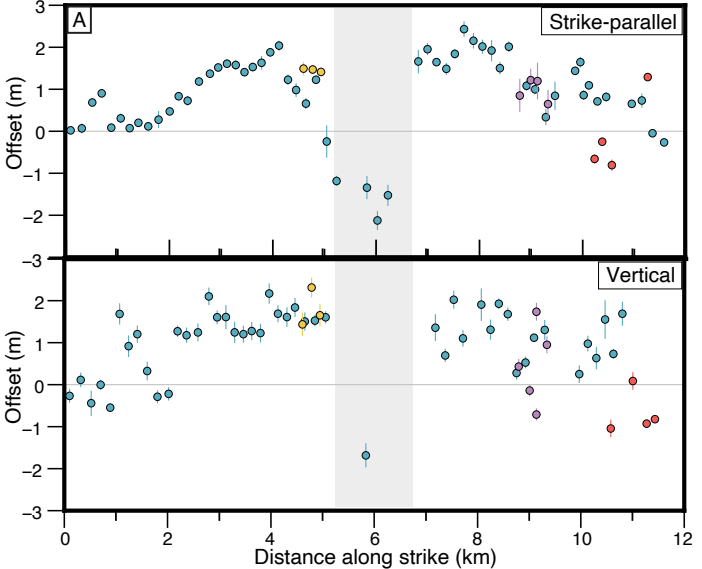 A
Strike-parallel
3
2
1
0
−1
−2
−3
Offset (m)
Vertical
2
1
0
−1
−2
−3
Offset (m)
0 2 4 6 8 10 12
Distance along strike (km)